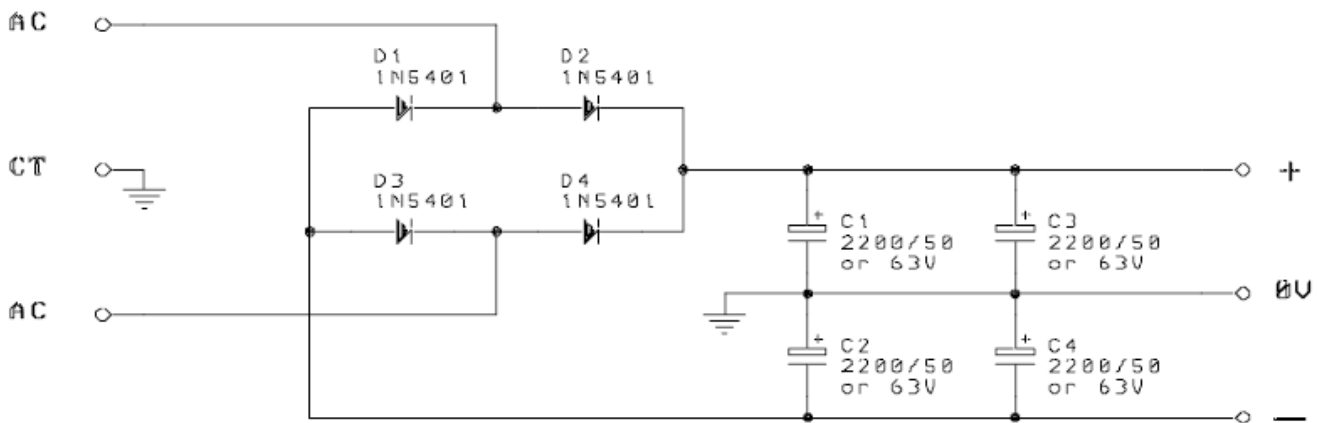 AC
D1
1N5401
D2
1N5401
CT
D3
1N5401
D4
1N5401
+
+
C1
2200/50
or 63V
+
C3
2200/50
or 63V
0V
AC
+
C2
2200/50
or 63V
+
C4
2200/50
or 63V
—